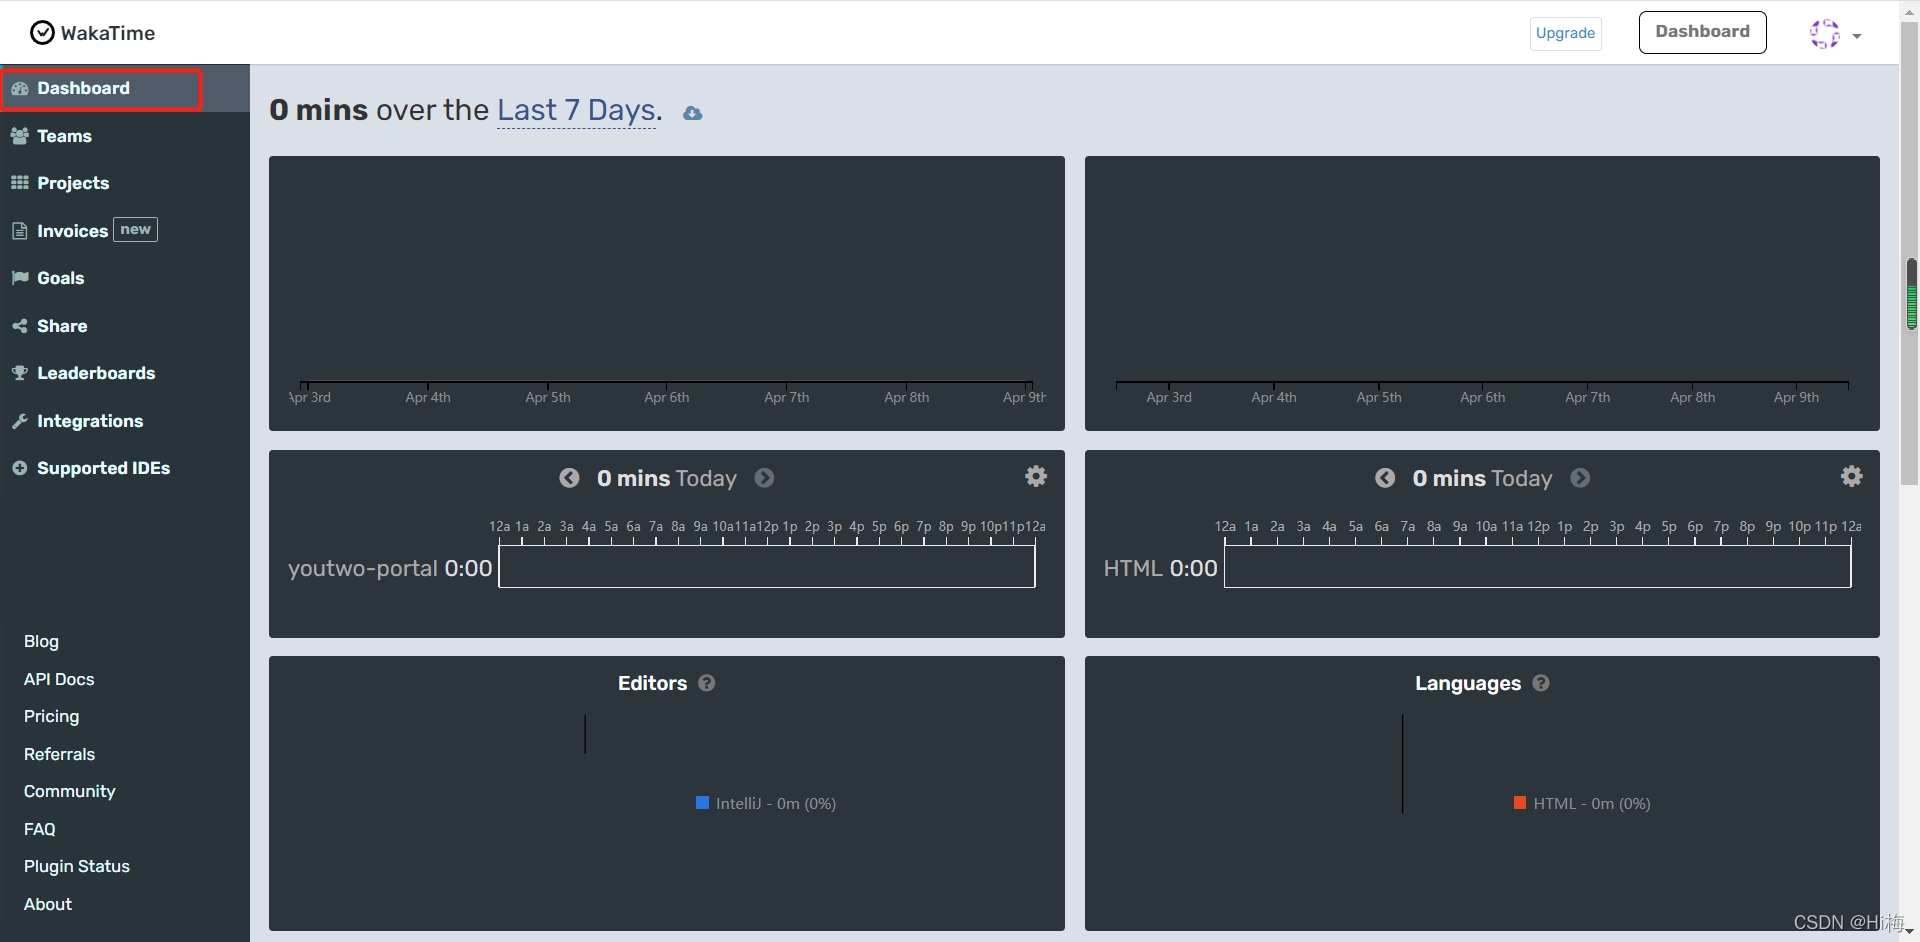 WakaTime
Upgrade
Dashboard
Dashboard
Teams
Projects
Invoices new
Goals
Share
Leaderboards
Integrations
Supported IDEs
Blog
API Docs
Pricing
Referrals
Community
FAQ
Plugin Status
About
0 mins over the Last 7 Days.
Apr 3rd Apr 4th Apr 5th Apr 6th Apr 7th Apr 8th Apr 9th
Apr 3rd Apr 4th Apr 5th Apr 6th Apr 7th Apr 8th Apr 9th
0 mins Today
12a 1a 2a 3a 4a 5a 6a 7a 8a 9a 10a 11a 12p 1p 2p 3p 4p 5p 6p 7p 8p 9p 10p 11p 12a
youtwo-portal 0:00
0 mins Today
12a 1a 2a 3a 4a 5a 6a 7a 8a 9a 10a 11a 12p 1p 2p 3p 4p 5p 6p 7p 8p 9p 10p 11p 12a
HTML 0:00
Editors
IntelliJ - 0m (0%)
Languages
HTML - 0m (0%)
CSDN @Hi梅